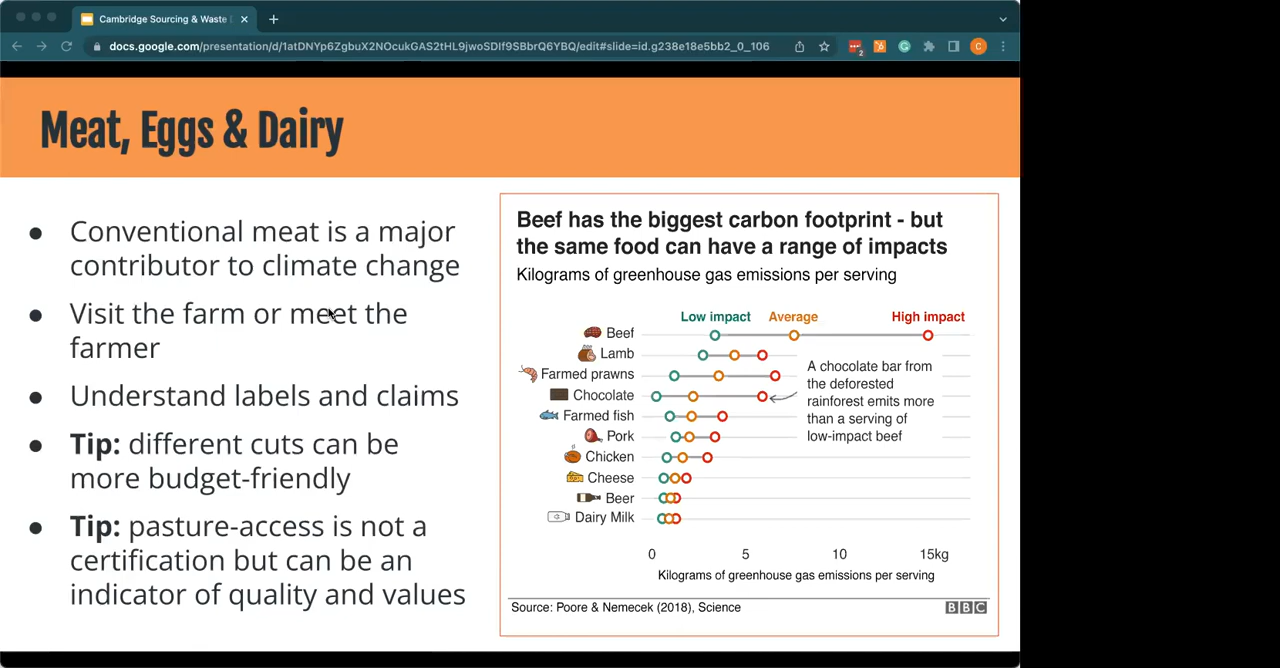 Cambridge Sourcing & Waste
docs.google.com/presentation/d/1atDNYp6ZgbuX2NOcukGAS2tHL9jwoSDIf9SBbrQ6YBQ/edit#slide=id.g238e18e5bb2_0_106
2
C
Meat, Eggs & Dairy
● Conventional meat is a major
contributor to climate change
● Visit the farm or meet the
farmer
● Understand labels and claims
● Tip: different cuts can be
more budget-friendly
● Tip: pasture-access is not a
certification but can be an
indicator of quality and values
Beef has the biggest carbon footprint - but
the same food can have a range of impacts
Kilograms of greenhouse gas emissions per serving
Low impact Average High impact
Beef
Lamb
Farmed prawns
Chocolate
Farmed fish
Pork
Chicken
Cheese
Beer
Dairy Milk
A chocolate bar from
the deforested
rainforest emits more
than a serving of
low-impact beef
0 5 10 15kg
Kilograms of greenhouse gas emissions per serving
Source: Poore & Nemecek (2018), Science
BBC